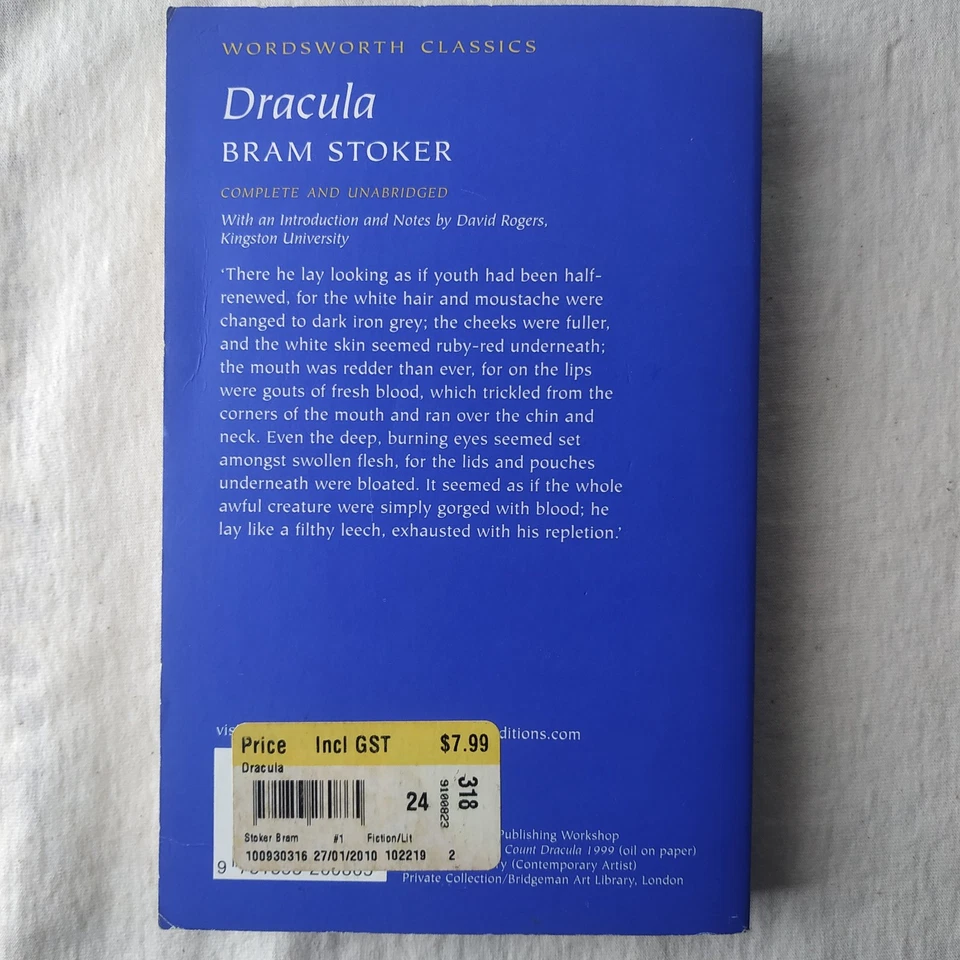 WORDSWORTH CLASSICS
Dracula
BRAM STOKER
COMPLETE AND UNABRIDGED
With an Introduction and Notes by David Rogers,
Kingston University
‘There he lay looking as if youth had been half-
renewed, for the white hair and moustache were
changed to dark iron grey; the cheeks were fuller,
and the white skin seemed ruby-red underneath;
the mouth was redder than ever, for on the lips
were gouts of fresh blood, which trickled from the
corners of the mouth and ran over the chin and
neck. Even the deep, burning eyes seemed set
amongst swollen flesh, for the lids and pouches
underneath were bloated. It seemed as if the whole
awful creature were simply gorged with blood; he
lay like a filthy leech, exhausted with his repletion.’
ditions.com
Price Incl GST $7.99
Dracula
24
9100823
318
Stoker Bram #1 Fiction/Lit
100930316 27/01/2010 102219 2
Publishing Workshop
Count Dracula 1999 (oil on paper)
(Contemporary Artist)
Private Collection/Bridgeman Art Library, London